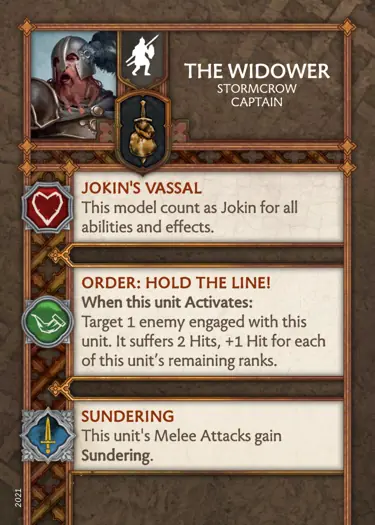 THE WIDOWER
STORMCROW
CAPTAIN
JOKIN'S VASSAL
This model count as Jokin for all
abilities and effects.
ORDER: HOLD THE LINE!
When this unit Activates:
Target 1 enemy engaged with this
unit. It suffers 2 Hits, +1 Hit for each
of this unit's remaining ranks.
SUNDERING
This unit's Melee Attacks gain
Sundering.
2021